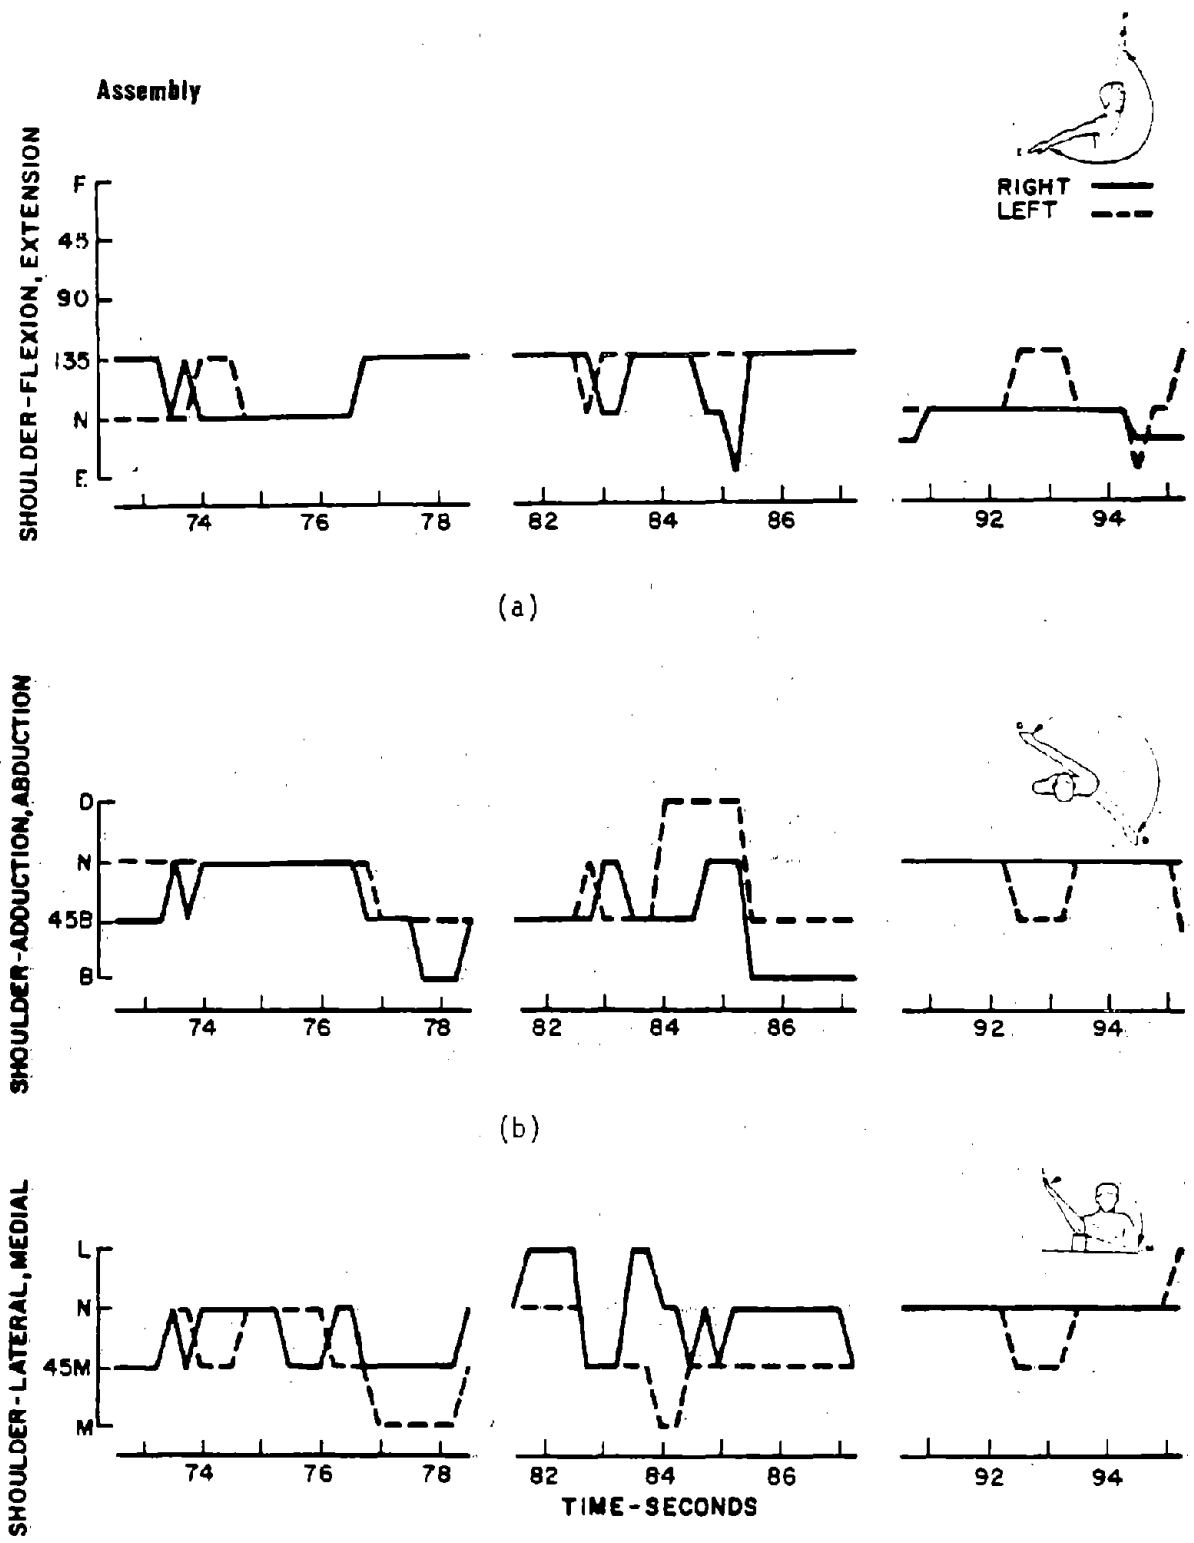 Assembly
SHOULDER-FLEXION, EXTENSION
RIGHT
LEFT
F
45
90
135
N
E
74 76 78 82 84 86 92 94
(a)
SHOULDER-ADDUCTION, ABDUCTION
D
N
45B
B
74 76 78 82 84 86 92 94
(b)
SHOULDER-LATERAL, MEDIAL
L
N
45M
M
74 76 78 82 84 86 92 94
TIME-SECONDS